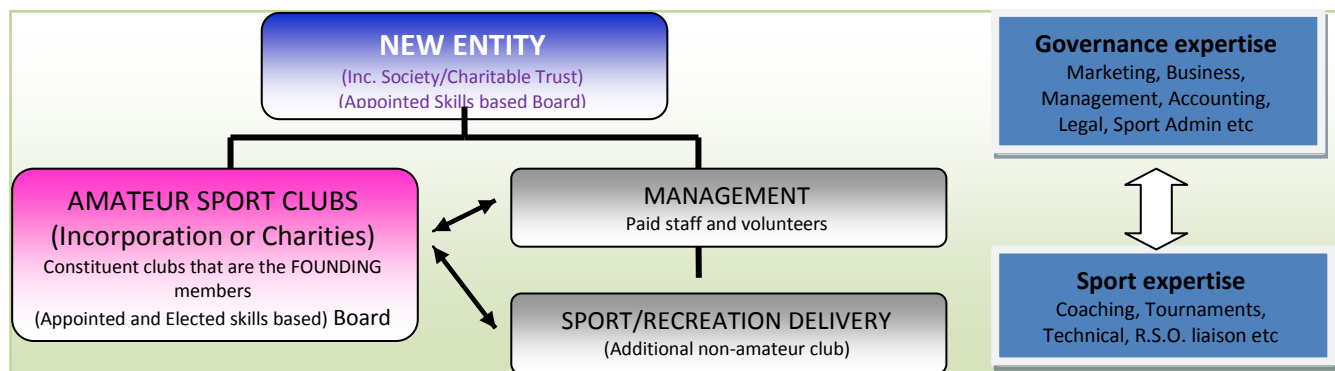 NEW ENTITY
(Inc. Society/Charitable Trust)
(Appointed Skills based Board)
AMATEUR SPORT CLUBS
(Incorporation or Charities)
Constituent clubs that are the FOUNDING
members
(Appointed and Elected skills based) Board
MANAGEMENT
Paid staff and volunteers
SPORT/RECREATION DELIVERY
(Additional non-amateur club)
Governance expertise
Marketing, Business,
Management, Accounting,
Legal, Sport Admin etc
Sport expertise
Coaching, Tournaments,
Technical, R.S.O. liaison etc